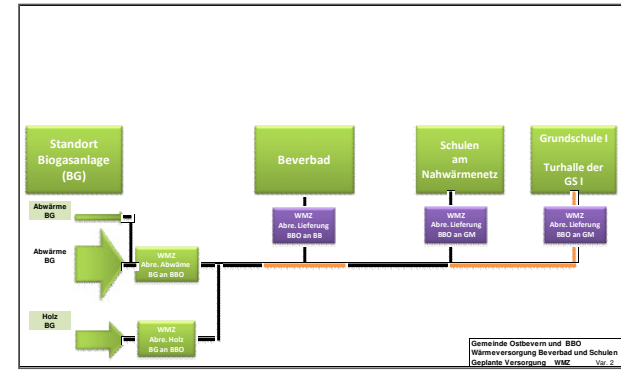 Standort
Biogasanlage
(BG)
Beverbad
Schulen
am
Nahwärmenetz
Grundschule I
Turhalle der
GS I
Abwärme
BG
WMZ
Abre. Lieferung
BBO an BB
WMZ
Abre. Lieferung
BBO an GM
WMZ
Abre. Lieferung
BBO an GM
Abwärme
BG
WMZ
Abre. Abwäme
BG an BBO
Holz
BG
WMZ
Abre. Holz
BG an BBO
Gemeinde Ostbevern und BBO
Wärmeversorgung Beverbad und Schulen
Geplante Versorgung WMZ Var. 2